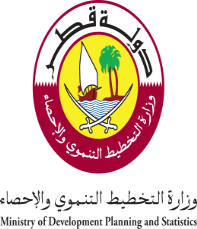 دولة قطر
وزارة التخطيط التنموي والإحصاء
وزارة التخطيط التنموي والإحصاء
Ministry of Development Planning and Statistics